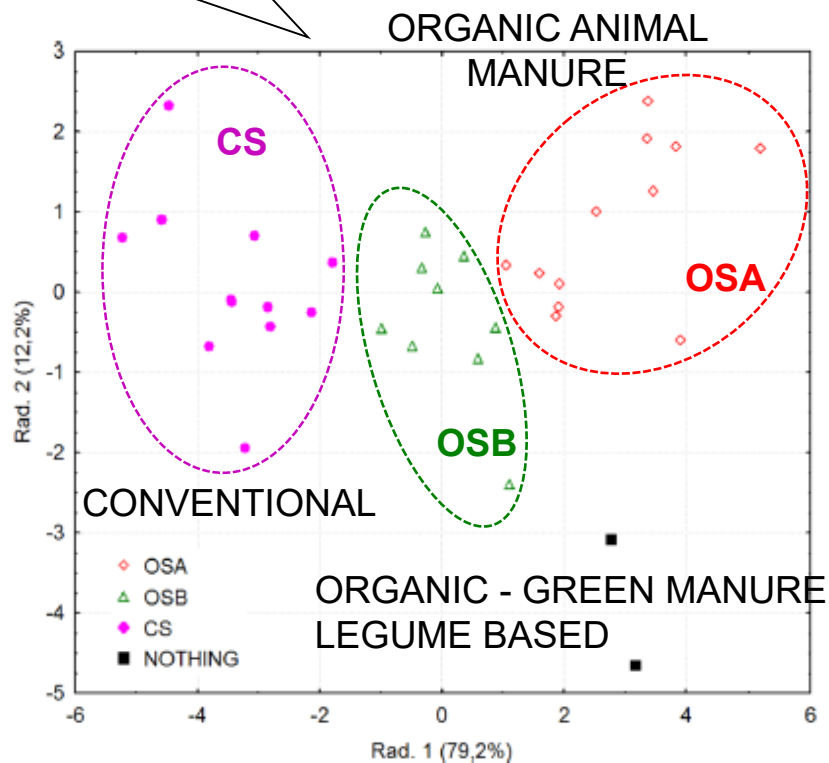 ORGANIC ANIMAL
MANURE
3
2
1
0
-1
-2
-3
-4
-5
Rad. 2 (12,2%)
CS
OSA
OSB
CONVENTIONAL
OSA
OSB
CS
NOTHING
ORGANIC - GREEN MANURE
LEGUME BASED
-6 -4 -2 0 2 4 6
Rad. 1 (79,2%)